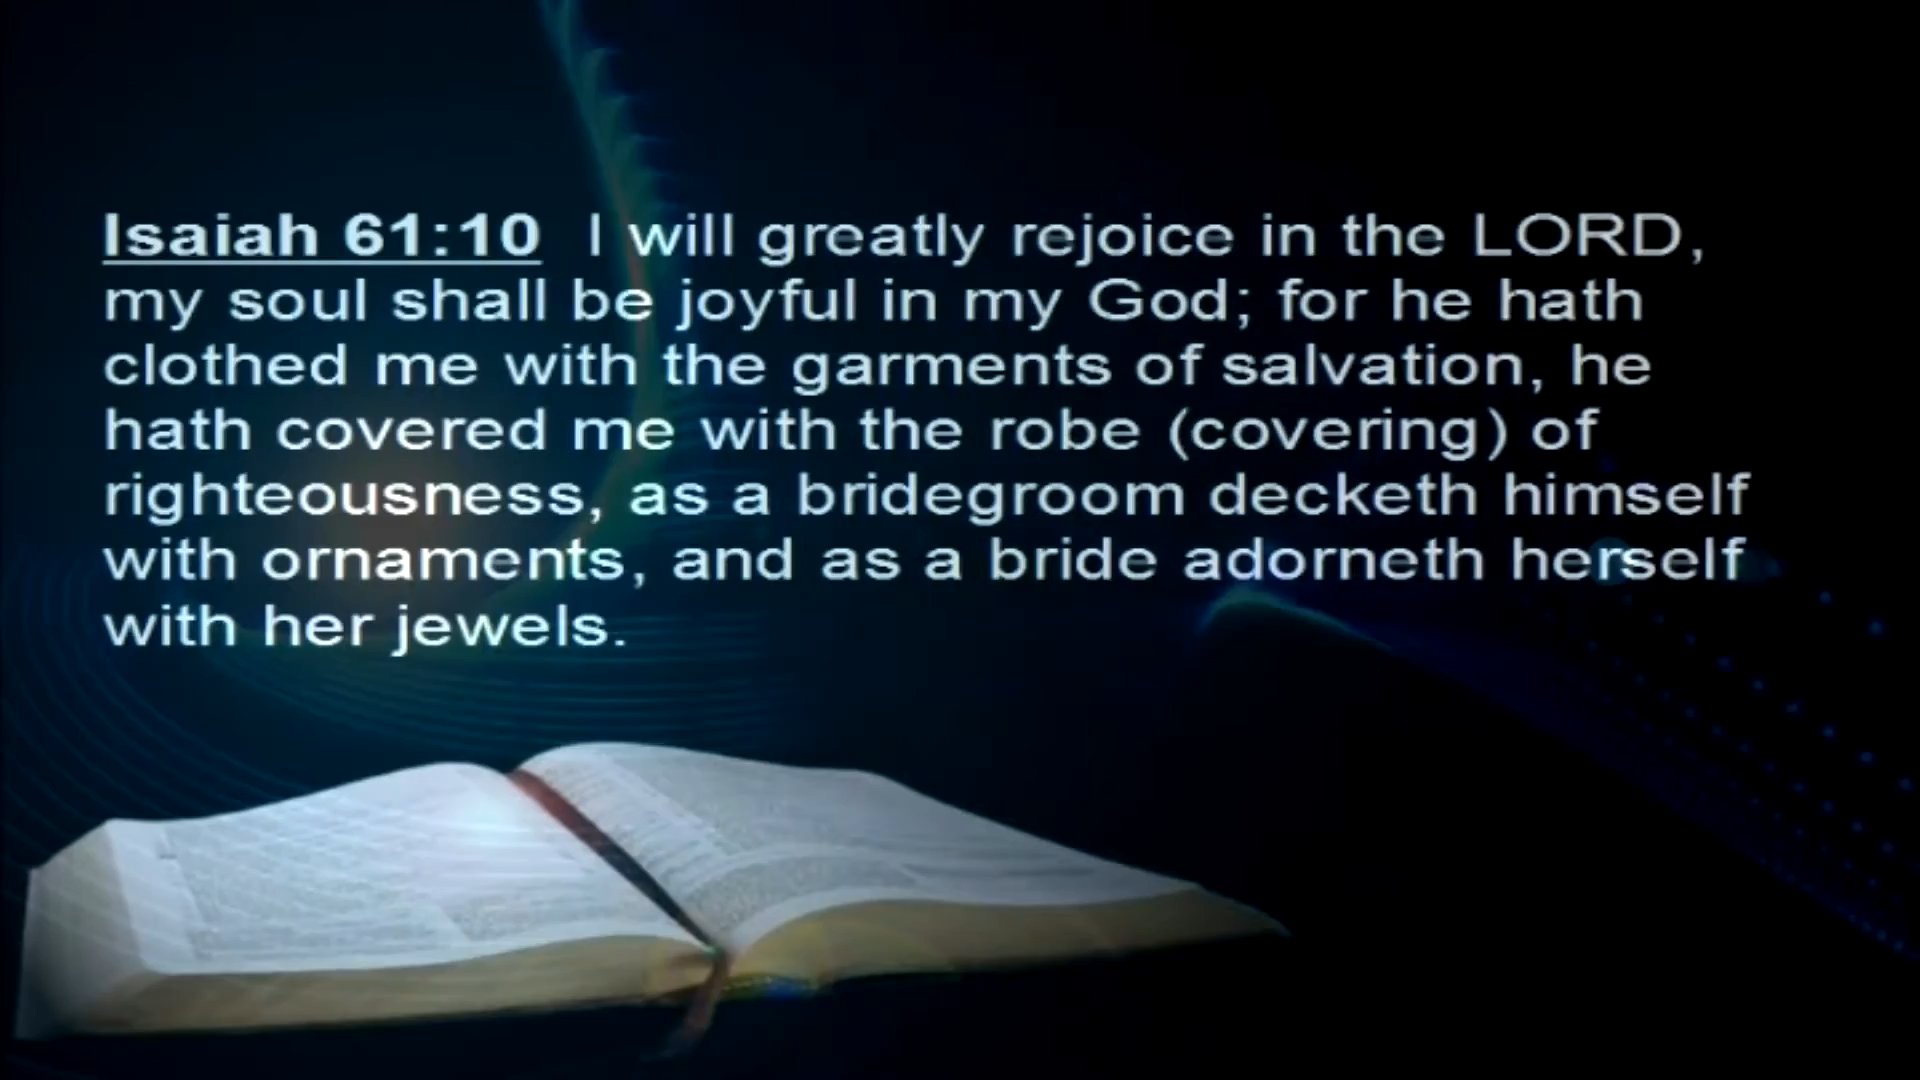 Isaiah 61:10 I will greatly rejoice in the LORD,
my soul shall be joyful in my God; for he hath
clothed me with the garments of salvation, he
hath covered me with the robe (covering) of
righteousness, as a bridegroom decketh himself
with ornaments, and as a bride adorneth herself
with her jewels.